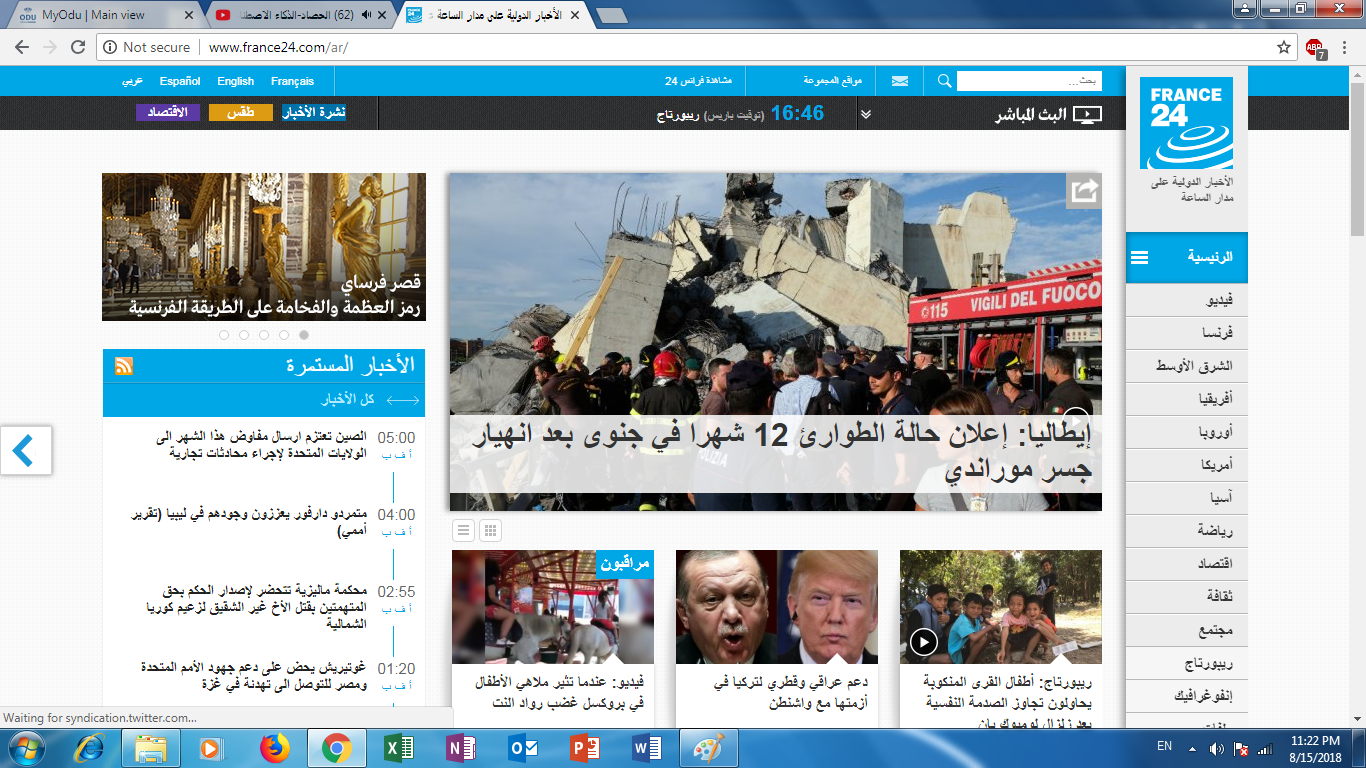 MyOdu | Main view
(62) الحصاد-الذكاء الاصطنا
الأخبار الدولية على مدار الساعة
Not secure
www.france24.com/ar/
ABP
7
عربي
Español
English
Français
مشاهدة فرانس 24
مواقع المجموعة
بحث...
الاقتصاد
طقس
نشرة الأخبار
16:46 (توقيت باريس) ريبورتاج
البث المباشر
FRANCE
24
الأخبار الدولية على
مدار الساعة
الرئيسية
فيديو
فرنسا
الشرق الأوسط
أفريقيا
أوروبا
أمريكا
آسيا
رياضة
اقتصاد
ثقافة
مجتمع
ريبورتاج
إنفوغرافيك
115 VIGILI DEL FUOCO
POLIZIA
إيطاليا: إعلان حالة الطوارئ 12 شهرا في جنوى بعد انهيار
جسر موراندي
قصر فرساي
رمز العظمة والفخامة على الطريقة الفرنسية
الأخبار المستمرة
كل الأخبار
05:00
أ ف ب
الصين تعتزم ارسال مفاوض هذا الشهر الى
الولايات المتحدة لإجراء محادثات تجارية
04:00
أ ف ب
متمردو دارفور يعززون وجودهم في ليبيا (تقرير
أممي)
02:55
أ ف ب
محكمة ماليزية تتحضر لإصدار الحكم بحق
المتهمتين بقتل الأخ غير الشقيق لزعيم كوريا
الشمالية
01:20
أ ف ب
غوتيريش يحض على دعم جهود الأمم المتحدة
ومصر للتوصل الى تهدئة في غزة
ريبورتاج: أطفال القرى المنكوبة
يحاولون تجاوز الصدمة النفسية
بعد زلزال لومبوك بإن
دعم عراقي وقطري لتركيا في
أزمتها مع واشنطن
مراقبون
فيديو: عندما تثير ملاهي الأطفال
في بروكسل غضب رواد النت
Waiting for syndication.twitter.com...
EN
11:22 PM
8/15/2018